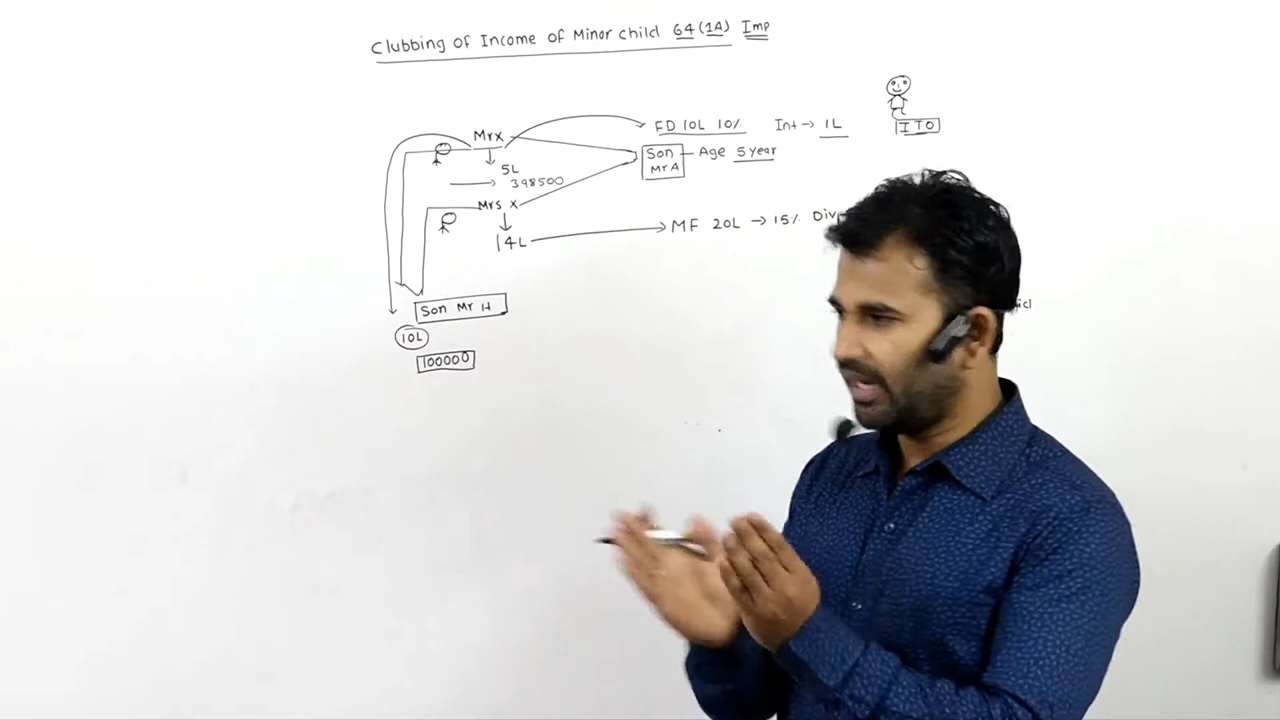 Clubbing of Income of Minor Child 64 (1A) Imp
Mr X
FD 10L 10% Int → 1L
ITO
Son Mr A — Age 5 year
5L
398500
Mrs X
14L
MF 20L → 15% Div
Son Mr H
10L
100000